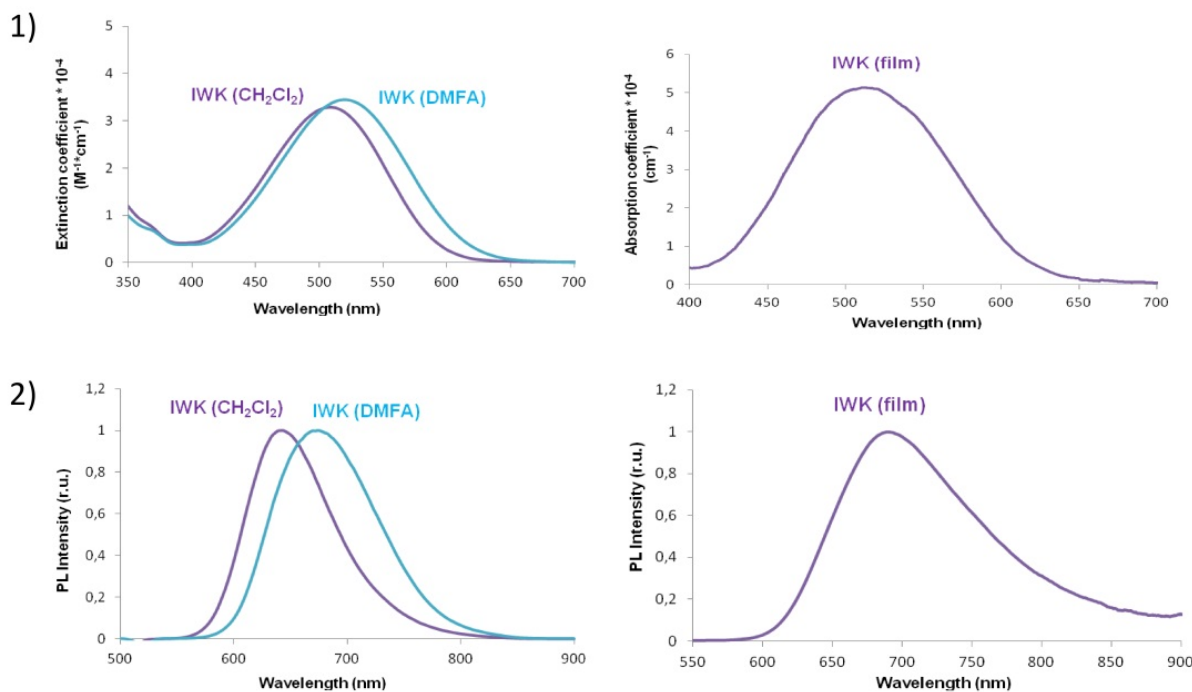 1)
Extinction coefficient * 10⁻⁴
(M⁻¹*cm⁻¹)
5
4
3
2
1
0
IWK (CH₂Cl₂)
IWK (DMFA)
350 400 450 500 550 600 650 700
Wavelength (nm)
Absorption coefficient * 10⁻⁴
(cm⁻¹)
6
5
4
3
2
1
0
IWK (film)
400 450 500 550 600 650 700
Wavelength (nm)
2)
PL Intensity (r.u.)
1,2
1
0,8
0,6
0,4
0,2
0
IWK (CH₂Cl₂)
IWK (DMFA)
500 600 700 800 900
Wavelength (nm)
PL Intensity (r.u.)
1,2
1
0,8
0,6
0,4
0,2
0
IWK (film)
550 600 650 700 750 800 850 900
Wavelength (nm)